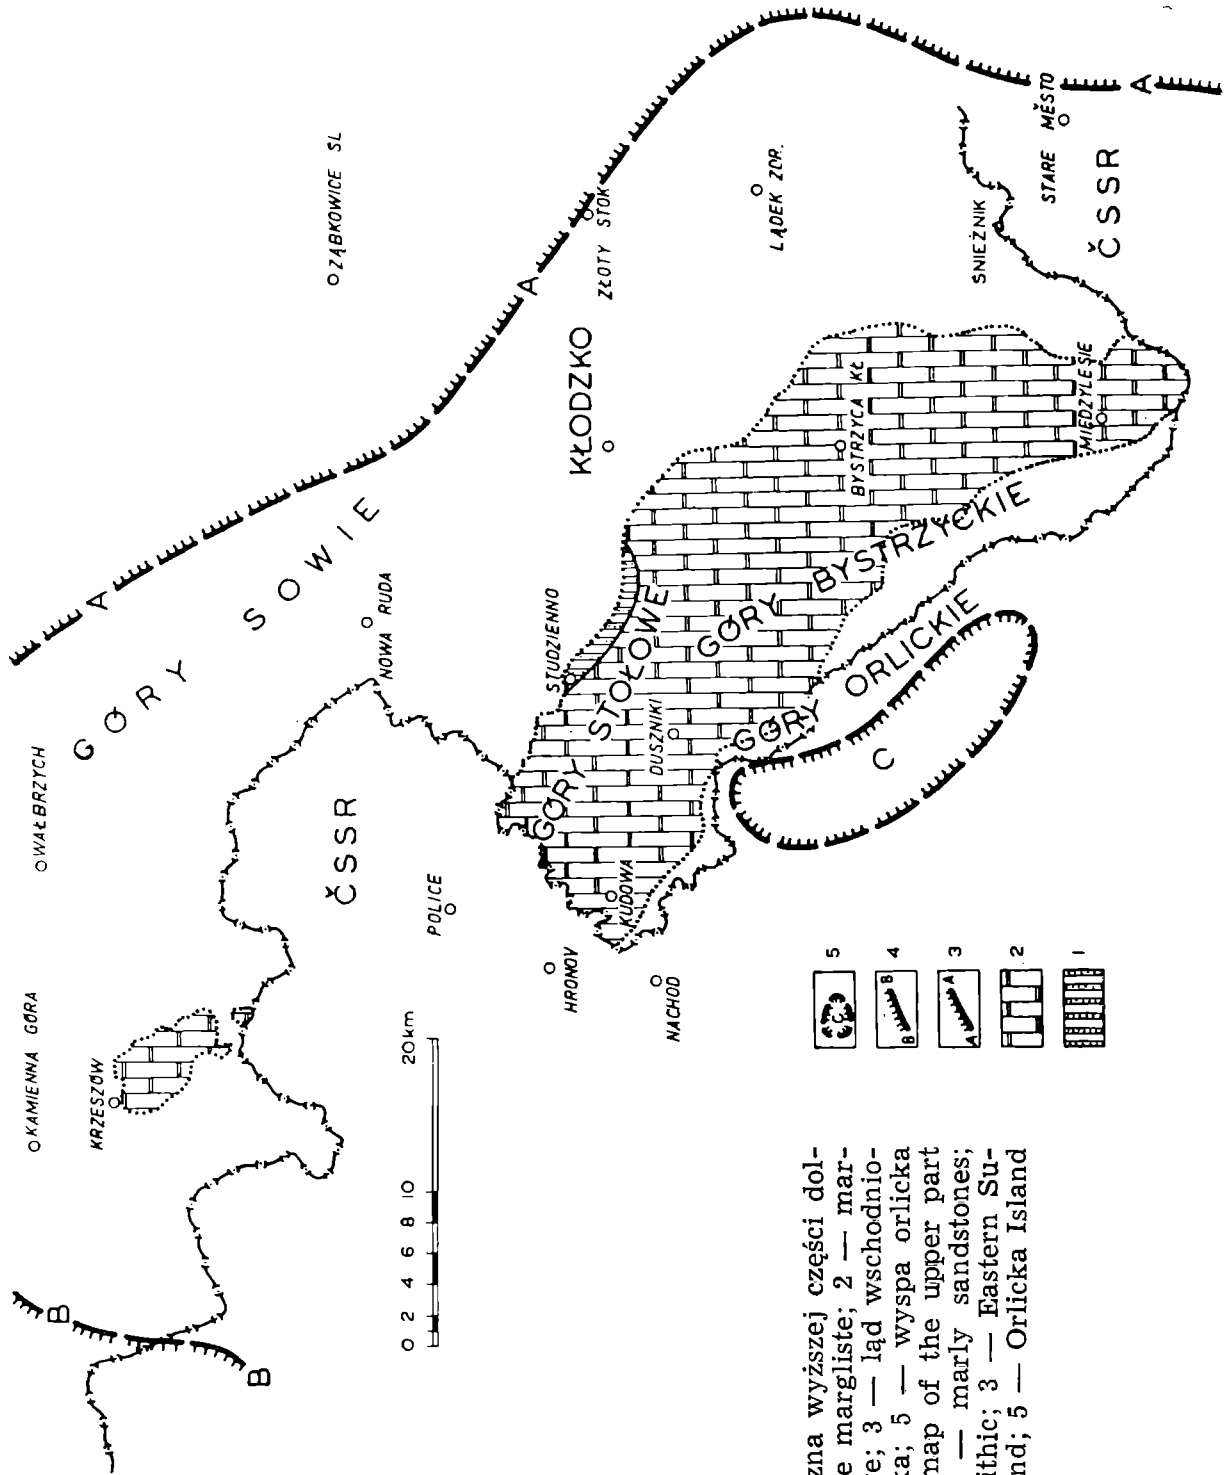 KAMIENNA GÓRA
WAŁBRZYCH
ZĄBKOWICE SL
KRZESZÓW
GÓRY SOWIE
NOWA RUDA
ČSSR
POLICE
HRONOV
NACHOD
KUDOWA
STUDZIENNO
DUSZNIKI
GÓRY STOŁOWE
KŁODZKO
ZŁOTY STOK
LĄDEK ZDR.
BYSTRZYCA KŁ
GÓRY BYSTRZYCKIE
GÓRY ORLICKIE
MIĘDZYLESIE
ŚNIEŻNIK
STARE MĚSTO
ČSSR
A
A
A
B
B
C
0 2 4 6 8 10 20km
C 5
B B 4
A A 3
2
1
zna wyższej części dol-
e margliste; 2 — mar-
e; 3 — ląd wschodnio-
ka; 5 — wyspa orlicka
map of the upper part
— marly sandstones;
ithic; 3 — Eastern Su-
nd; 5 — Orlicka Island